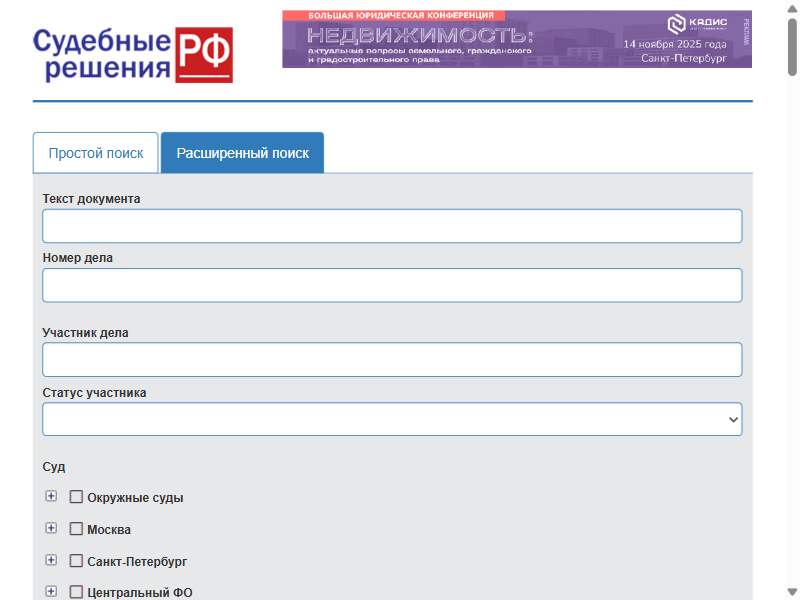 Судебные
решения
РФ
БОЛЬШАЯ ЮРИДИЧЕСКАЯ КОНФЕРЕНЦИЯ
НЕДВИЖИМОСТЬ:
актуальные вопросы земельного, гражданского
и градостроительного права
КАДИС
14 ноября 2025 года
Санкт-Петербург
РЕКЛАМА
Простой поиск
Расширенный поиск
Текст документа
Номер дела
Участник дела
Статус участника
Суд
Окружные суды
Москва
Санкт-Петербург
Центральный ФО